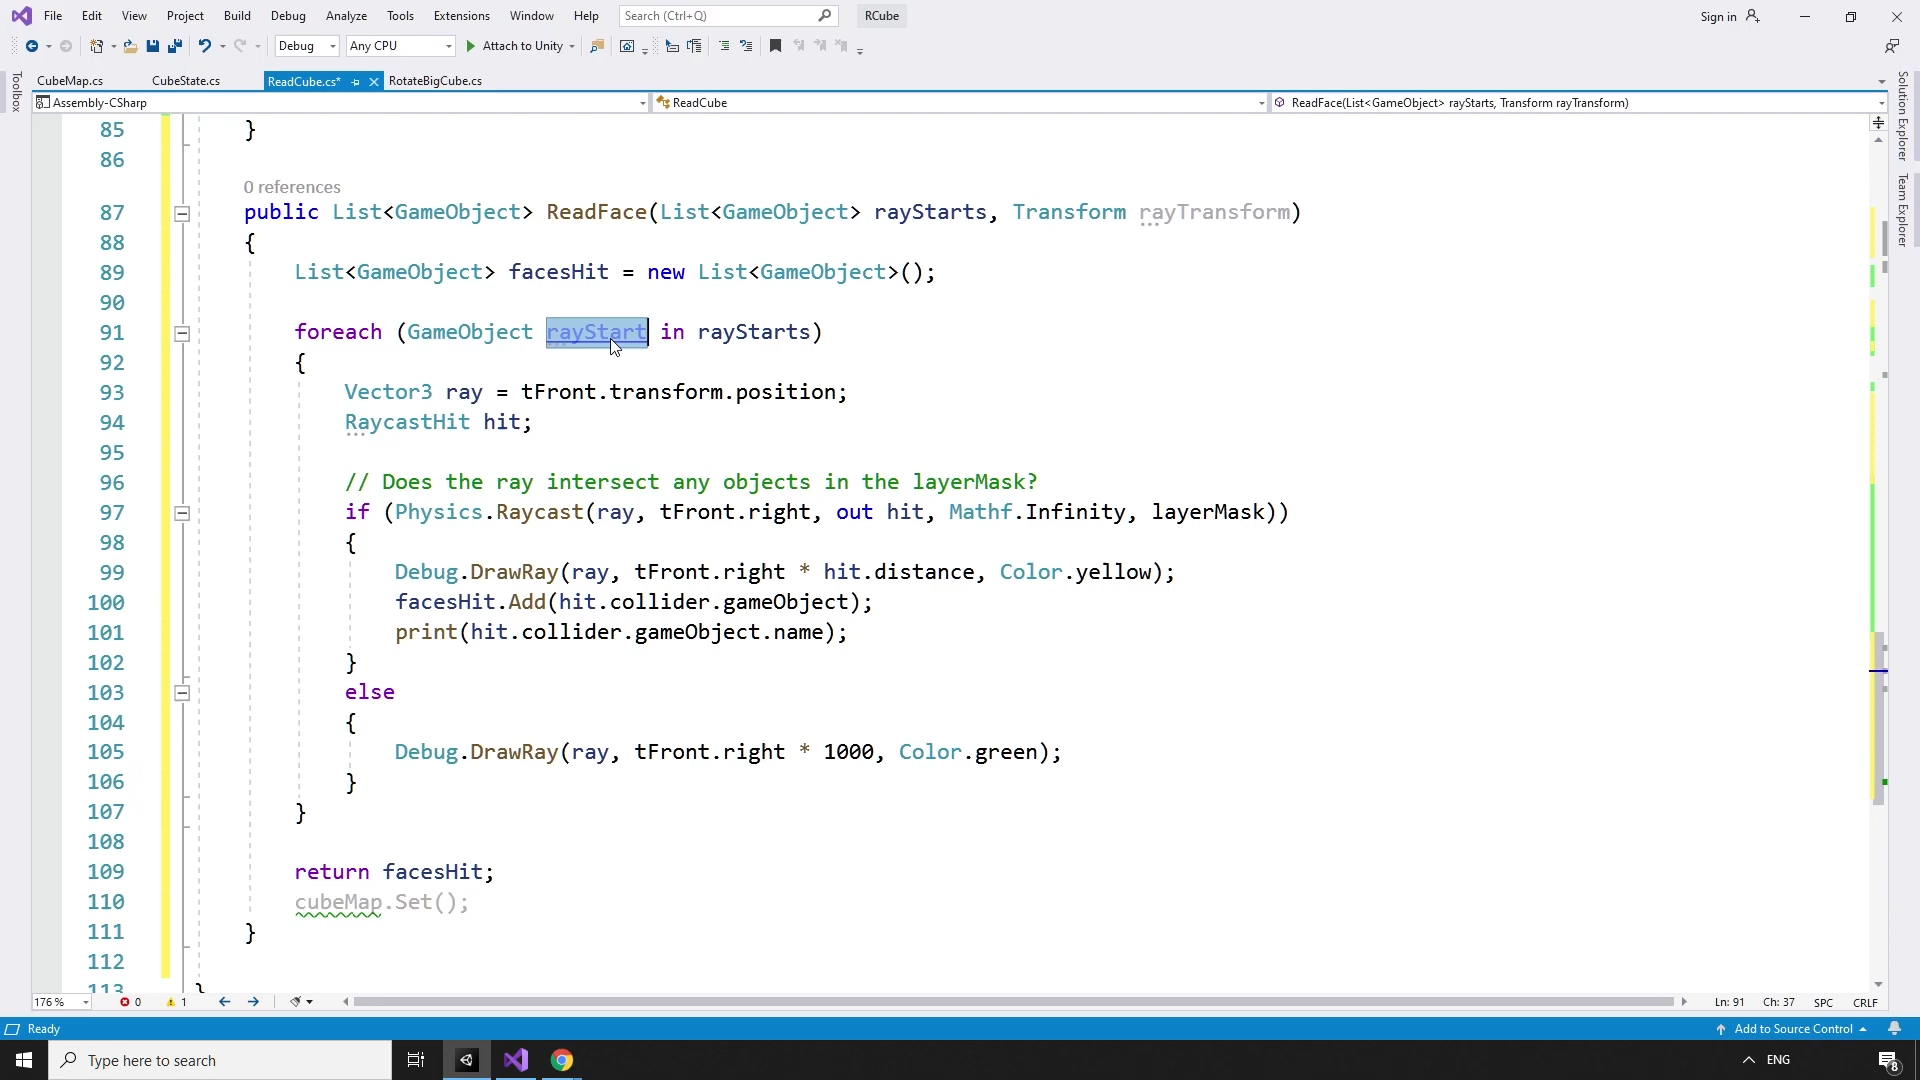 File Edit View Project Build Debug Analyze Tools Extensions Window Help Search (Ctrl+Q) RCube Sign in
Debug Any CPU Attach to Unity
CubeMap.cs CubeState.cs ReadCube.cs* RotateBigCube.cs
Toolbox
Solution Explorer
Team Explorer
Assembly-CSharp ReadCube ReadFace(List<GameObject> rayStarts, Transform rayTransform)
85 }
86
0 references
87 public List<GameObject> ReadFace(List<GameObject> rayStarts, Transform rayTransform)
88 {
89 List<GameObject> facesHit = new List<GameObject>();
90
91 foreach (GameObject rayStart in rayStarts)
92 {
93 Vector3 ray = tFront.transform.position;
94 RaycastHit hit;
95
96 // Does the ray intersect any objects in the layerMask?
97 if (Physics.Raycast(ray, tFront.right, out hit, Mathf.Infinity, layerMask))
98 {
99 Debug.DrawRay(ray, tFront.right * hit.distance, Color.yellow);
100 facesHit.Add(hit.collider.gameObject);
101 print(hit.collider.gameObject.name);
102 }
103 else
104 {
105 Debug.DrawRay(ray, tFront.right * 1000, Color.green);
106 }
107 }
108
109 return facesHit;
110 cubeMap.Set();
111 }
112
113 }
176 % 0 1 Ln: 91 Ch: 37 SPC CRLF
Ready Add to Source Control
Type here to search ENG 8